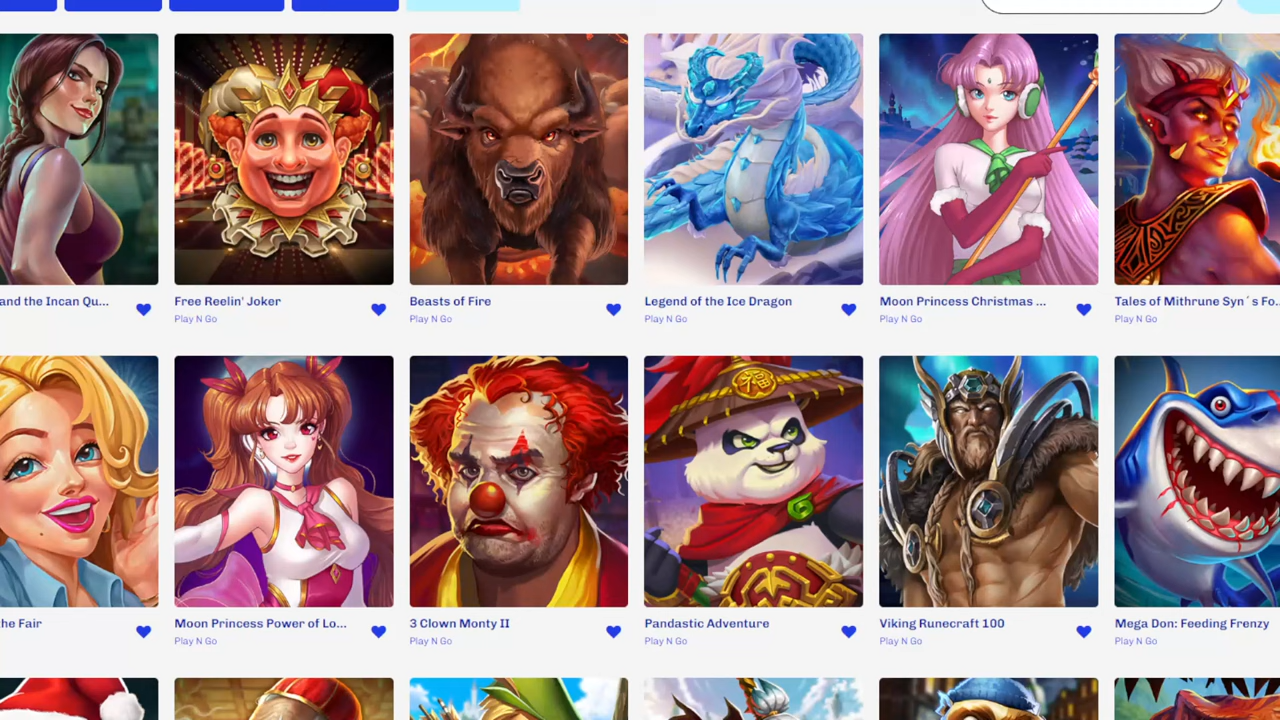 and the Incan Qu...
Free Reelin' Joker
Beasts of Fire
Legend of the Ice Dragon
Moon Princess Christmas ...
Tales of Mithrune Syn´s Fo..
Play N Go
Play N Go
Play N Go
Play N Go
Play N Go
福
he Fair
Moon Princess Power of Lo...
3 Clown Monty II
Pandastic Adventure
Viking Runecraft 100
Mega Don: Feeding Frenzy
Play N Go
Play N Go
Play N Go
Play N Go
Play N Go